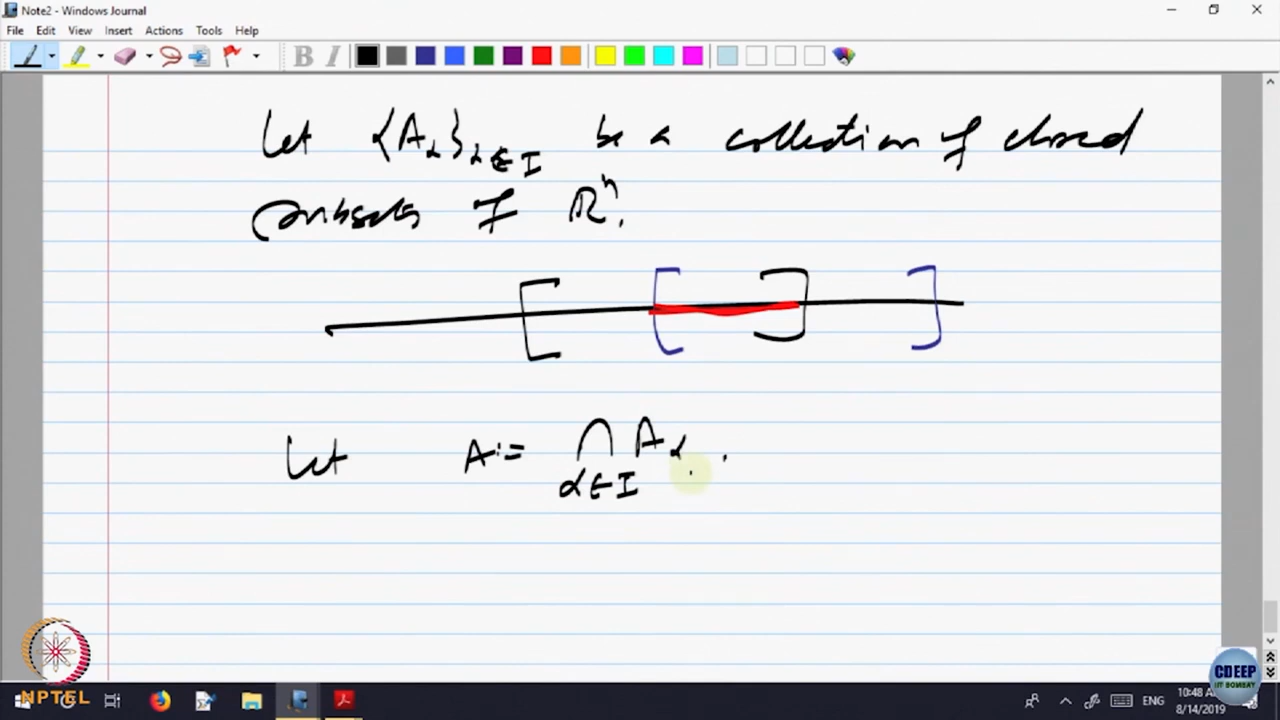 Note2 - Windows Journal
File Edit View Insert Actions Tools Help
B I
Let {A_α}_{α∈I} be a collection of closed
subsets of ℝⁿ.
Let A := ⋂_{α∈I} A_α.
NPTEL
CDEEP
IIT BOMBAY
ENG
10:48 A
8/14/2019